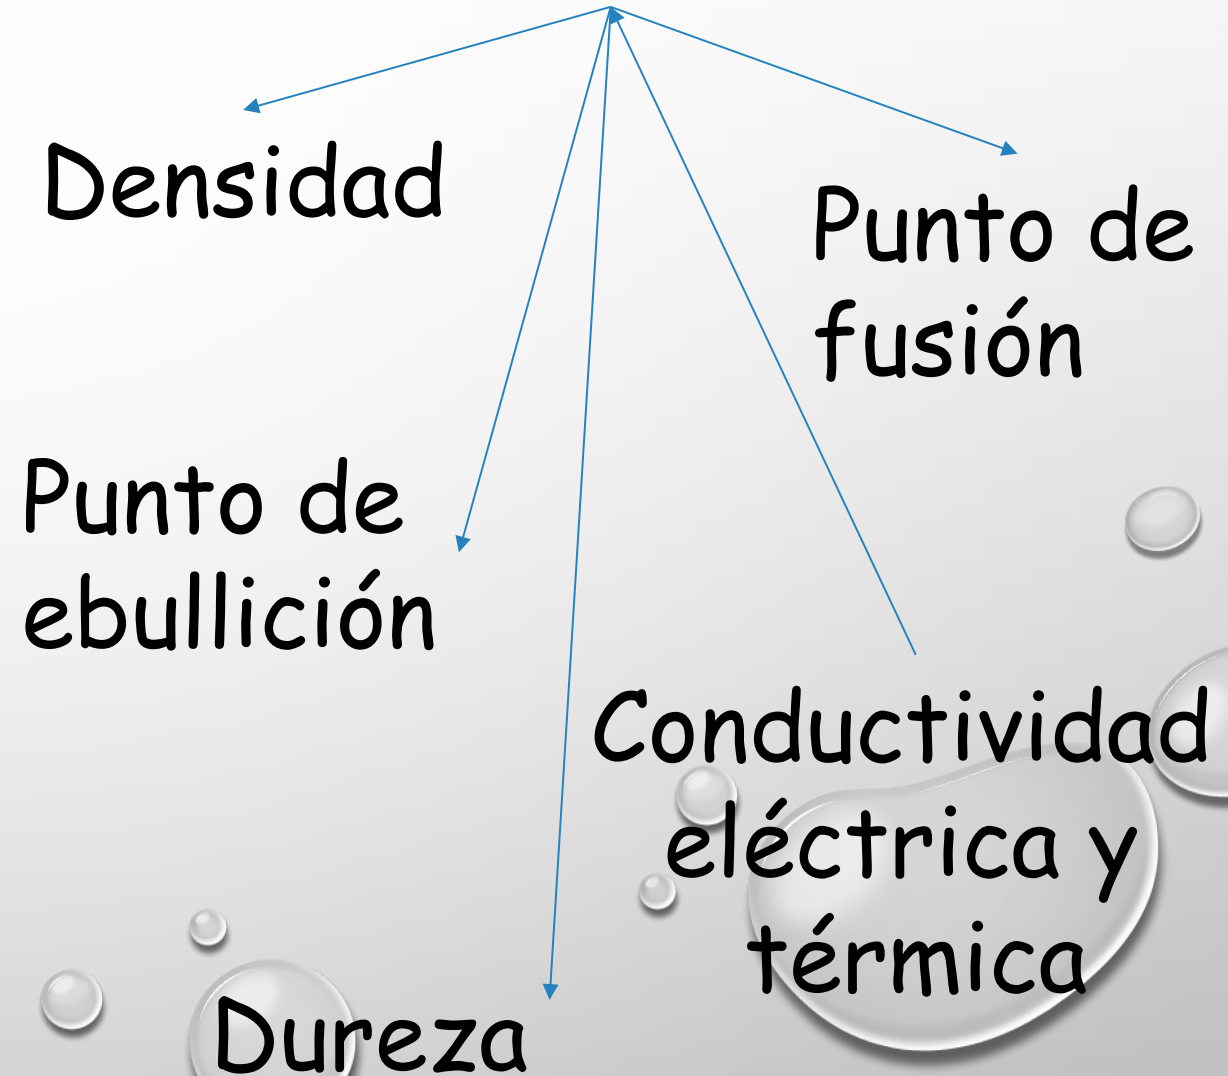 Densidad
Punto de
fusión
Punto de
ebullición
Conductividad
eléctrica y
térmica
Dureza